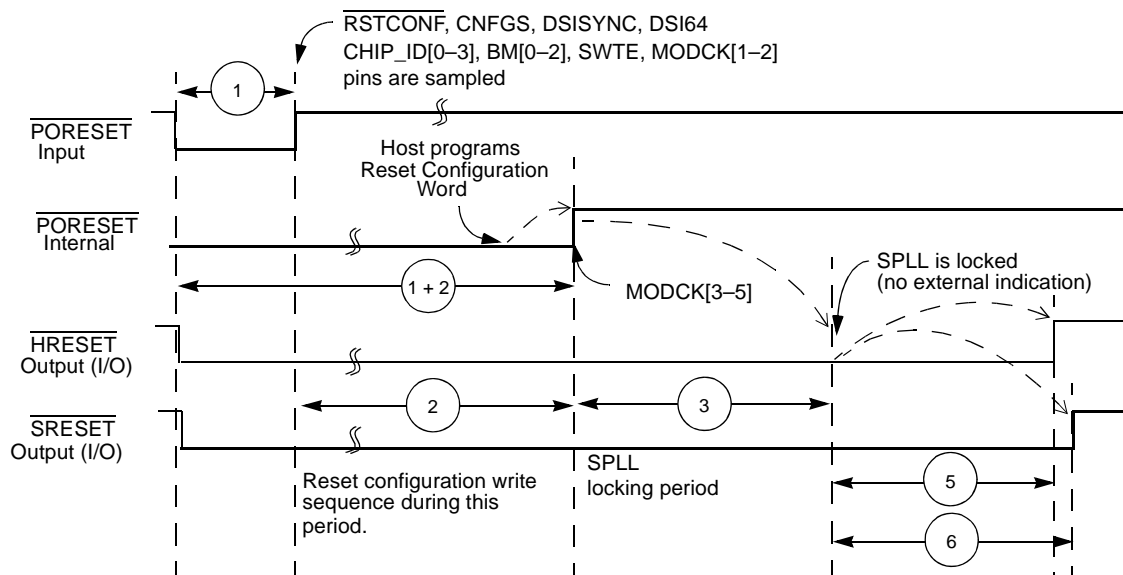 RSTCONF, CNFGS, DSISYNC, DSI64
CHIP_ID[0–3], BM[0–2], SWTE, MODCK[1–2]
pins are sampled
1
PORESET
Input
Host programs
Reset Configuration
Word
PORESET
Internal
1 + 2
MODCK[3–5]
SPLL is locked
(no external indication)
HRESET
Output (I/O)
2
3
SRESET
Output (I/O)
Reset configuration write
sequence during this
period.
SPLL
locking period
5
6